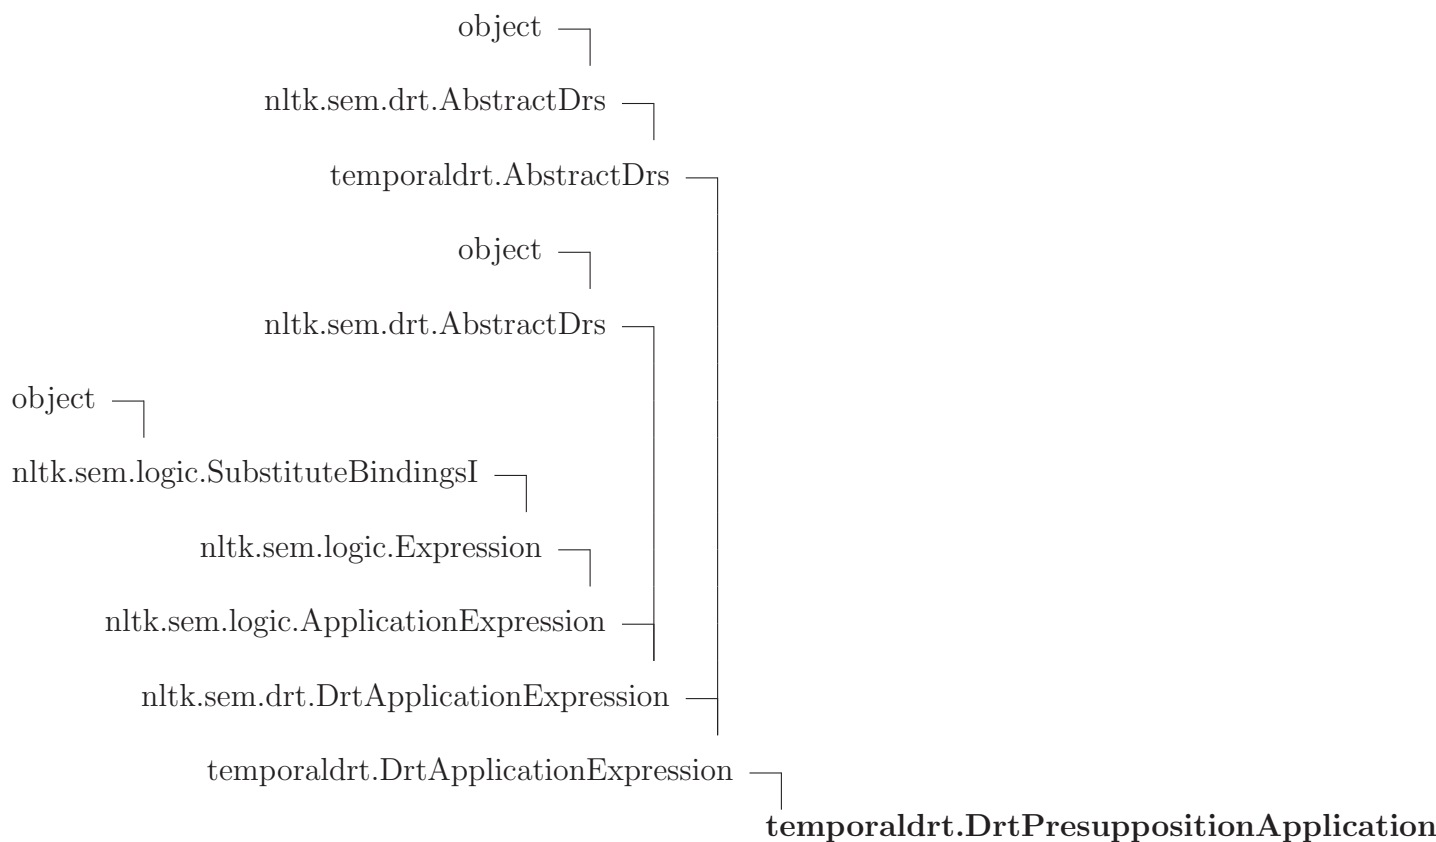 object
nltk.sem.drt.AbstractDrs
temporaldrt.AbstractDrs
object
nltk.sem.drt.AbstractDrs
object
nltk.sem.logic.SubstituteBindingsI
nltk.sem.logic.Expression
nltk.sem.logic.ApplicationExpression
nltk.sem.drt.DrtApplicationExpression
temporaldrt.DrtApplicationExpression
temporaldrt.DrtPresuppositionApplication